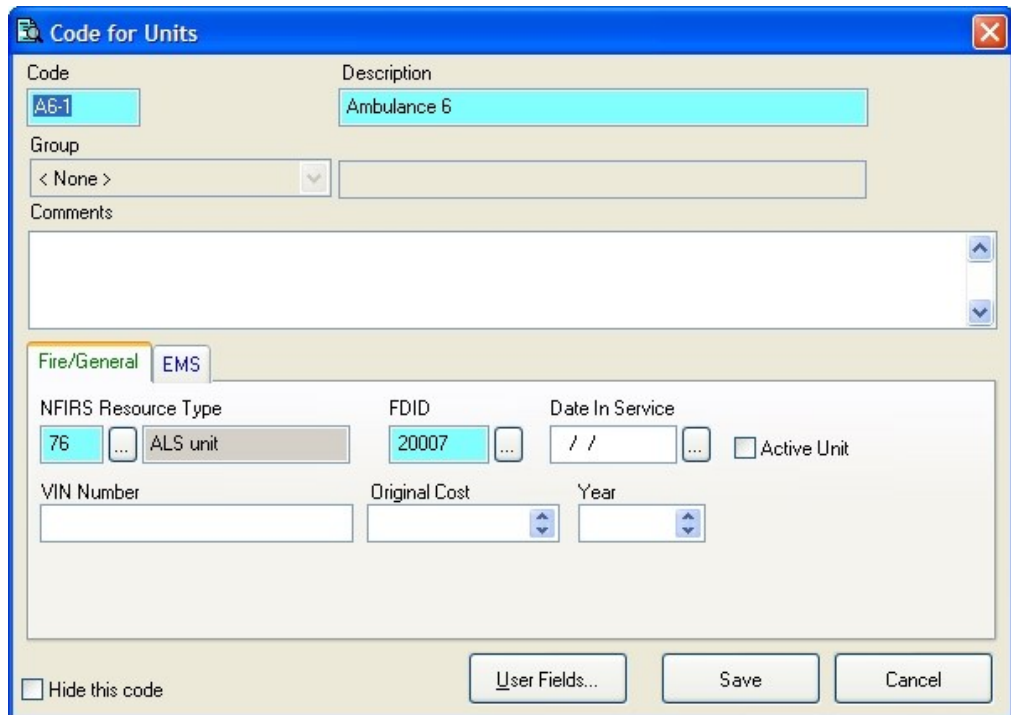 Code for Units
Code Description
A6-1 Ambulance 6
Group
< None >
Comments
Fire/General EMS
NFIRS Resource Type FDID Date In Service
76 ... ALS unit 20007 ... / / ... Active Unit
VIN Number Original Cost Year
Hide this code User Fields... Save Cancel